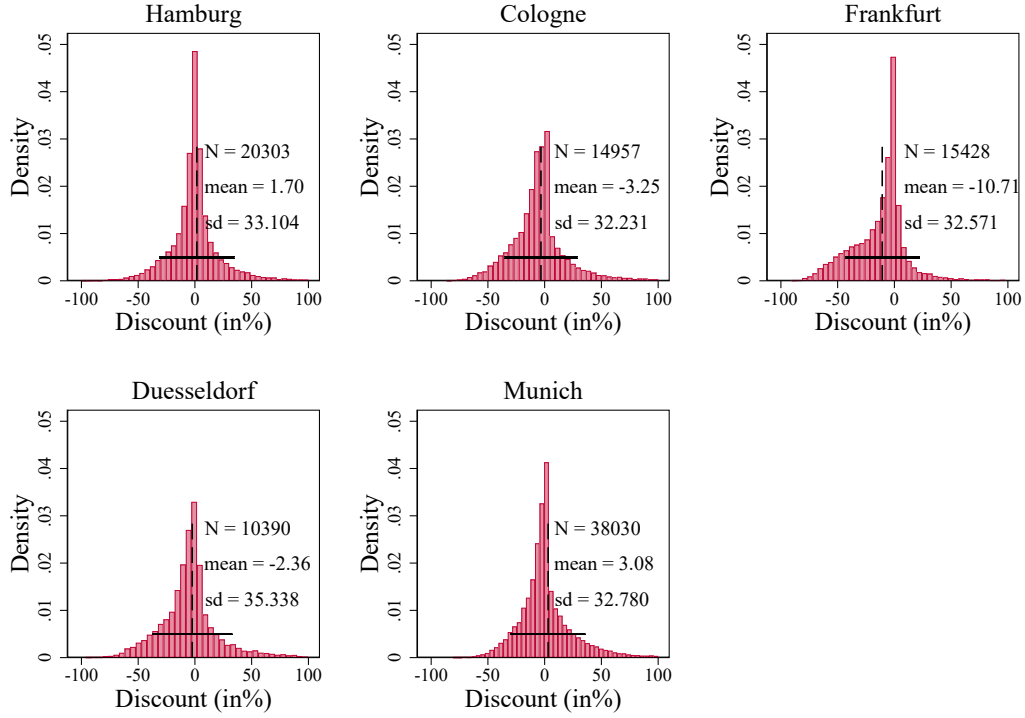 Hamburg
Density
0 .01 .02 .03 .04 .05
N = 20303
mean = 1.70
sd = 33.104
-100 -50 0 50 100
Discount (in%)
Cologne
Density
0 .01 .02 .03 .04 .05
N = 14957
mean = -3.25
sd = 32.231
-100 -50 0 50 100
Discount (in%)
Frankfurt
Density
0 .01 .02 .03 .04 .05
N = 15428
mean = -10.71
sd = 32.571
-100 -50 0 50 100
Discount (in%)
Duesseldorf
Density
0 .01 .02 .03 .04 .05
N = 10390
mean = -2.36
sd = 35.338
-100 -50 0 50 100
Discount (in%)
Munich
Density
0 .01 .02 .03 .04 .05
N = 38030
mean = 3.08
sd = 32.780
-100 -50 0 50 100
Discount (in%)